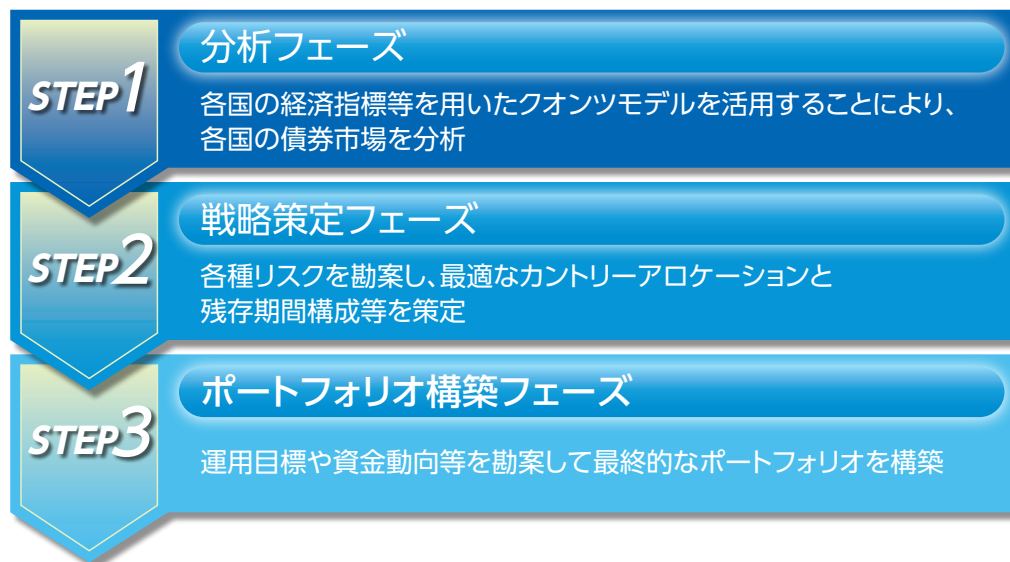 STEP1
分析フェーズ
各国の経済指標等を用いたクオンツモデルを活用することにより、
各国の債券市場を分析
STEP2
戦略策定フェーズ
各種リスクを勘案し、最適なカントリーアロケーションと
残存期間構成等を策定
STEP3
ポートフォリオ構築フェーズ
運用目標や資金動向等を勘案して最終的なポートフォリオを構築